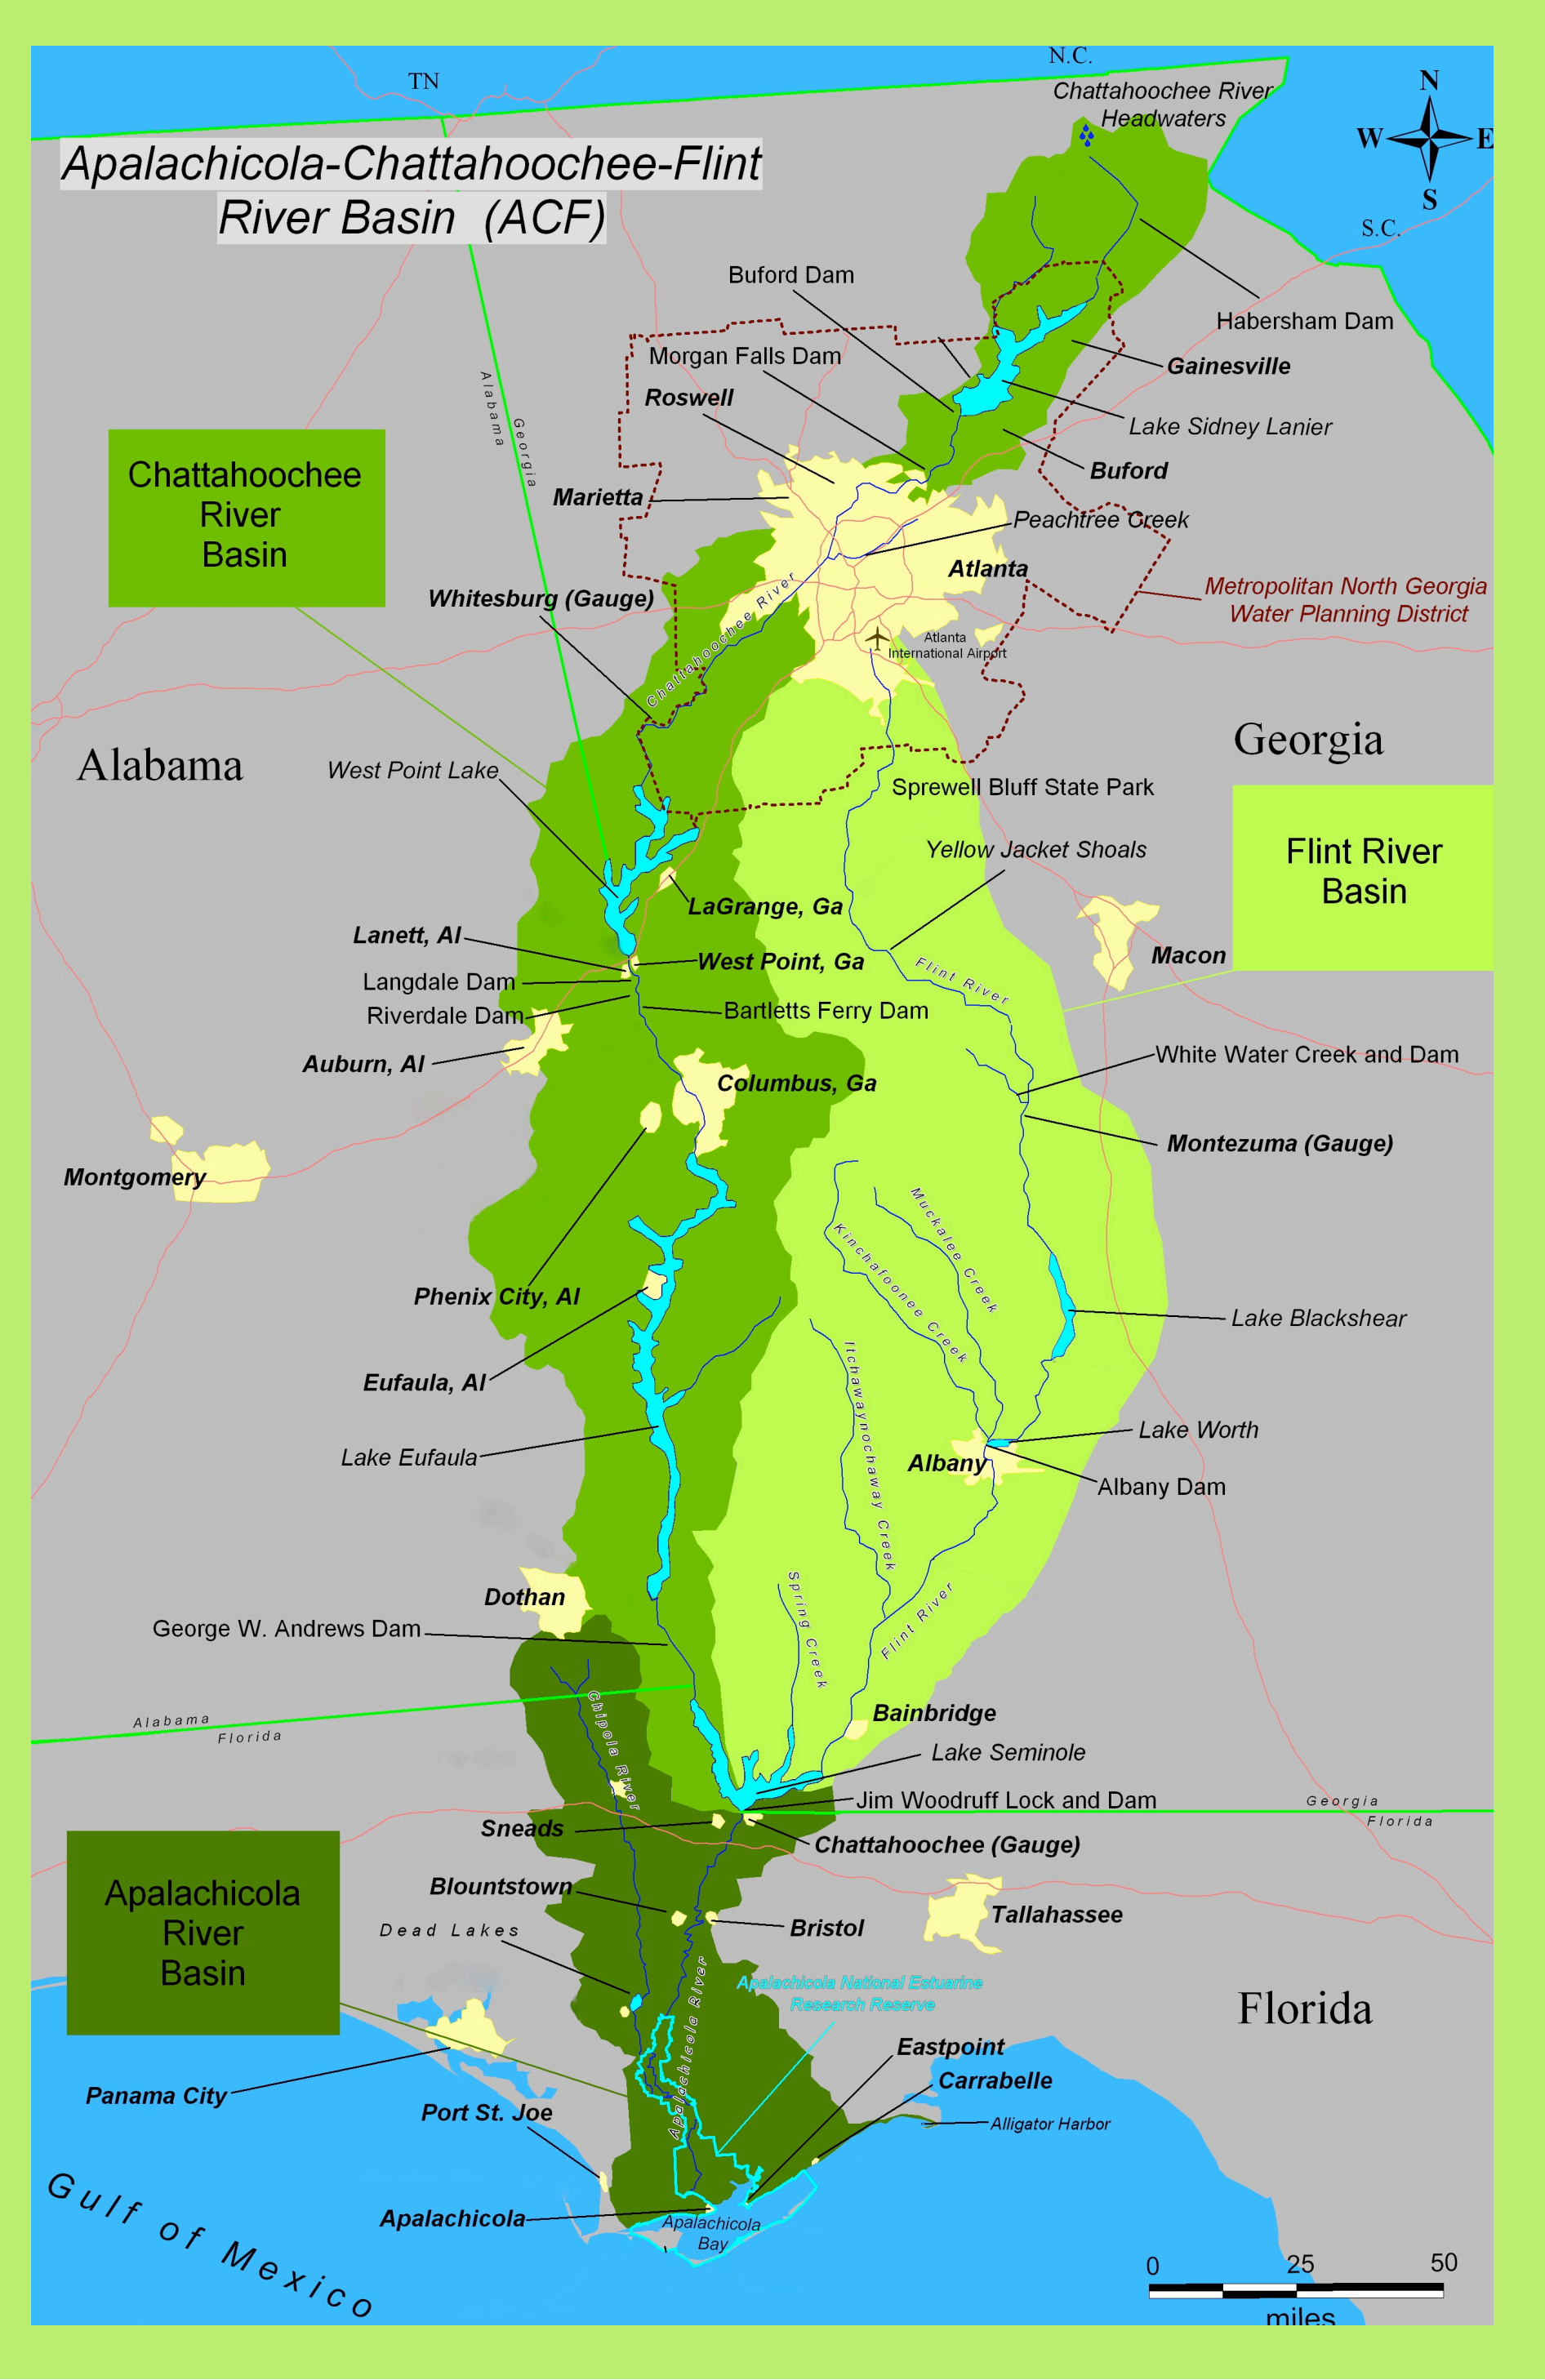 TN
N.C.
Chattahoochee River
Headwaters
N
W
E
S
S.C.
Apalachicola-Chattahoochee-Flint
River Basin (ACF)
Buford Dam
Habersham Dam
Morgan Falls Dam
Gainesville
Roswell
Lake Sidney Lanier
Alabama
Georgia
Buford
Chattahoochee
River
Basin
Marietta
Peachtree Creek
Atlanta
Whitesburg (Gauge)
Chattahoochee River
Metropolitan North Georgia
Water Planning District
Atlanta
International Airport
Alabama
Georgia
West Point Lake
Sprewell Bluff State Park
Yellow Jacket Shoals
Flint River
Basin
LaGrange, Ga
Lanett, Al
West Point, Ga
Macon
Langdale Dam
Flint River
Riverdale Dam
Bartletts Ferry Dam
Auburn, Al
White Water Creek and Dam
Columbus, Ga
Montezuma (Gauge)
Montgomery
Muckalee Creek
Kinchafoonee Creek
Phenix City, Al
Lake Blackshear
Itchawaynochaway Creek
Eufaula, Al
Lake Eufaula
Lake Worth
Albany
Albany Dam
Dothan
Spring Creek
Flint River
George W. Andrews Dam
Chipola River
Alabama
Florida
Bainbridge
Lake Seminole
Jim Woodruff Lock and Dam
Georgia
Florida
Sneads
Chattahoochee (Gauge)
Apalachicola
River
Basin
Blountstown
Bristol
Tallahassee
Dead Lakes
Apalachicola River
Apalachicola National Estuarine
Research Reserve
Florida
Eastpoint
Carrabelle
Panama City
Port St. Joe
Alligator Harbor
Gulf of Mexico
Apalachicola
Apalachicola
Bay
0 25 50
miles